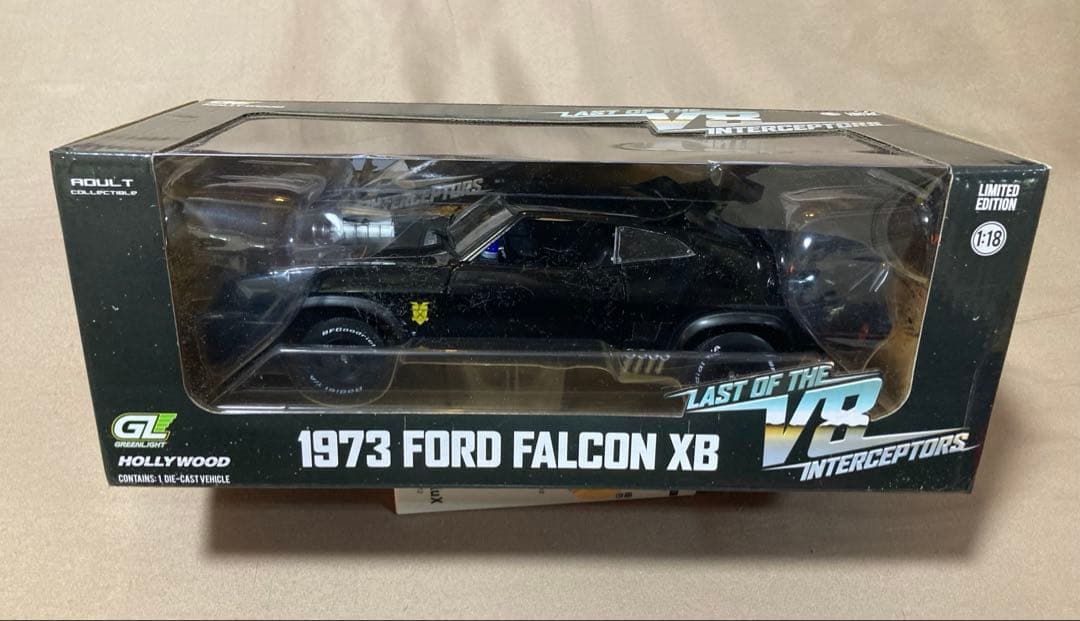 LAST OF THE
V8
INTERCEPTORS
ADULT
COLLECTIBLE
INTERCEPTORS
LIMITED
EDITION
1:18
BFGoodrich
Radial T/A
LAST OF THE
V8
INTERCEPTORS
GL
GREENLIGHT
HOLLYWOOD
CONTAINS: 1 DIE-CAST VEHICLE
1973 FORD FALCON XB